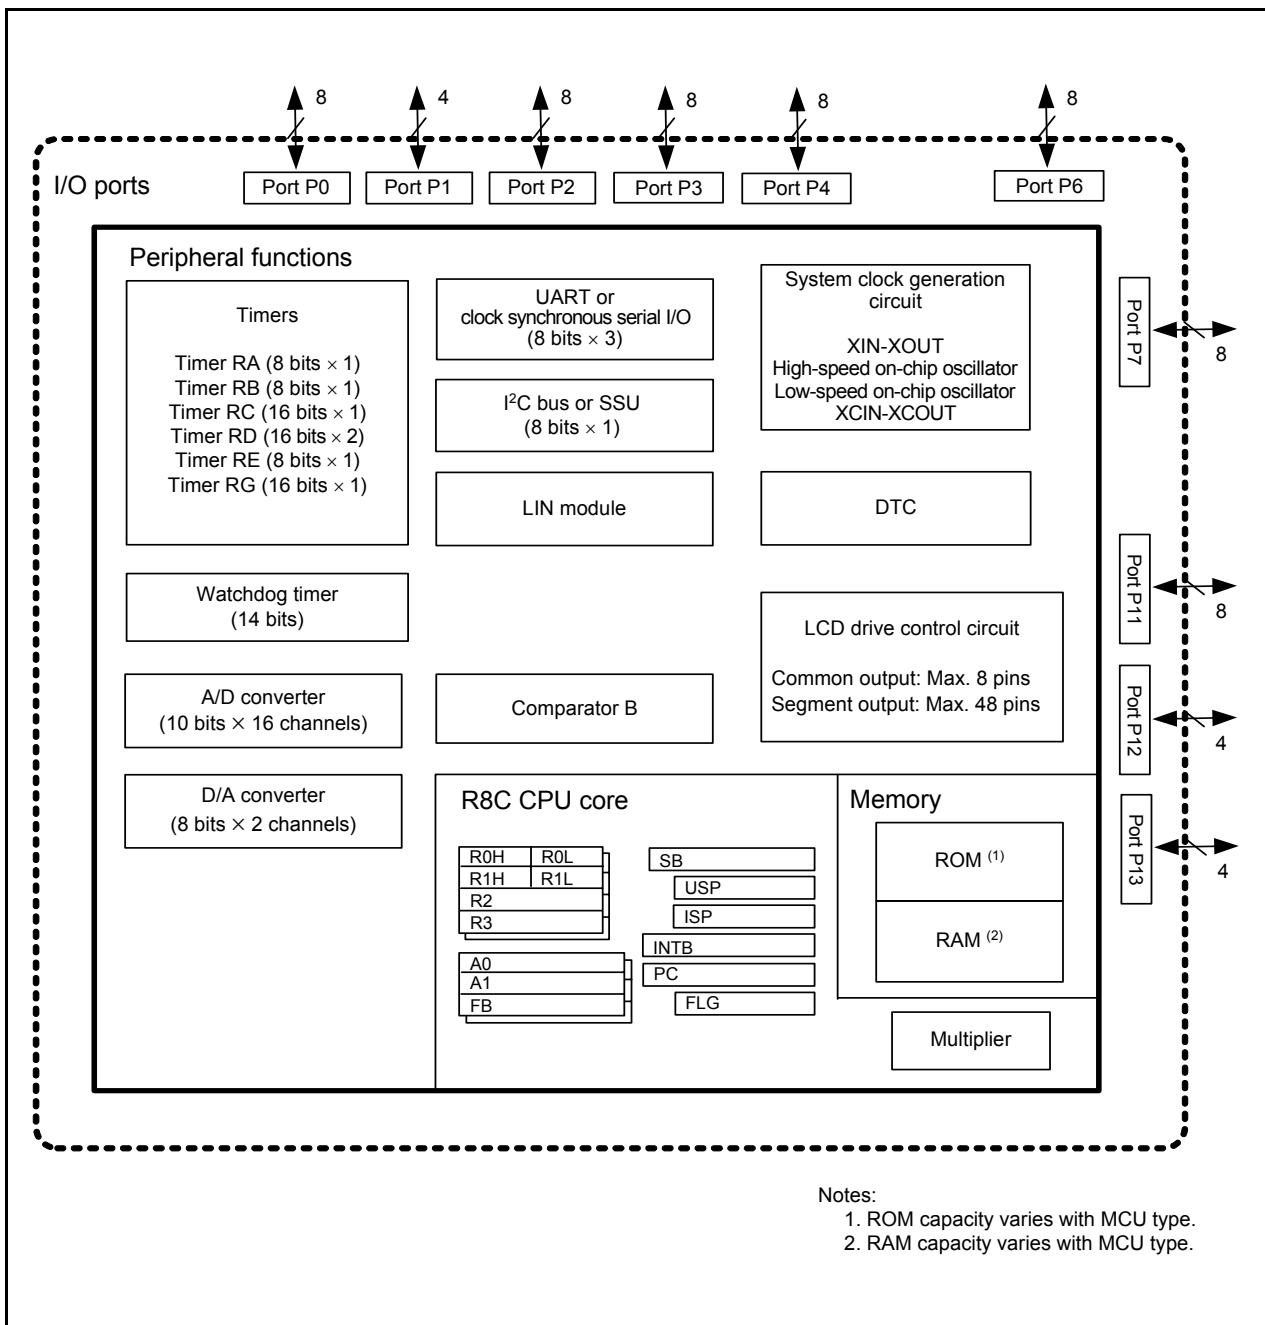 8
4
8
8
8
8
I/O ports
Port P0
Port P1
Port P2
Port P3
Port P4
Port P6
Peripheral functions
Timers
Timer RA (8 bits × 1)
Timer RB (8 bits × 1)
Timer RC (16 bits × 1)
Timer RD (16 bits × 2)
Timer RE (8 bits × 1)
Timer RG (16 bits × 1)
UART or
clock synchronous serial I/O
(8 bits × 3)
I²C bus or SSU
(8 bits × 1)
LIN module
System clock generation
circuit
XIN-XOUT
High-speed on-chip oscillator
Low-speed on-chip oscillator
XCIN-XCOUT
DTC
Port P7
8
Watchdog timer
(14 bits)
LCD drive control circuit
Common output: Max. 8 pins
Segment output: Max. 48 pins
Port P11
8
A/D converter
(10 bits × 16 channels)
Comparator B
Port P12
4
D/A converter
(8 bits × 2 channels)
Port P13
4
R8C CPU core
R0H
R0L
R1H
R1L
R2
R3
A0
A1
FB
SB
USP
ISP
INTB
PC
FLG
Memory
ROM (1)
RAM (2)
Multiplier
Notes:
1. ROM capacity varies with MCU type.
2. RAM capacity varies with MCU type.